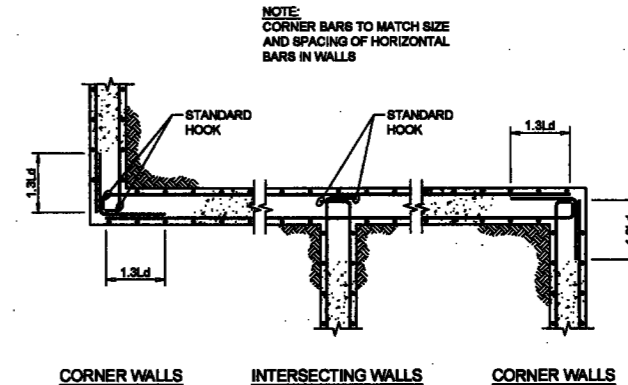 NOTE:
CORNER BARS TO MATCH SIZE
AND SPACING OF HORIZONTAL
BARS IN WALLS
STANDARD
HOOK
STANDARD
HOOK
1.3Ld
1.3Ld
1.3Ld
CORNER WALLS
INTERSECTING WALLS
CORNER WALLS